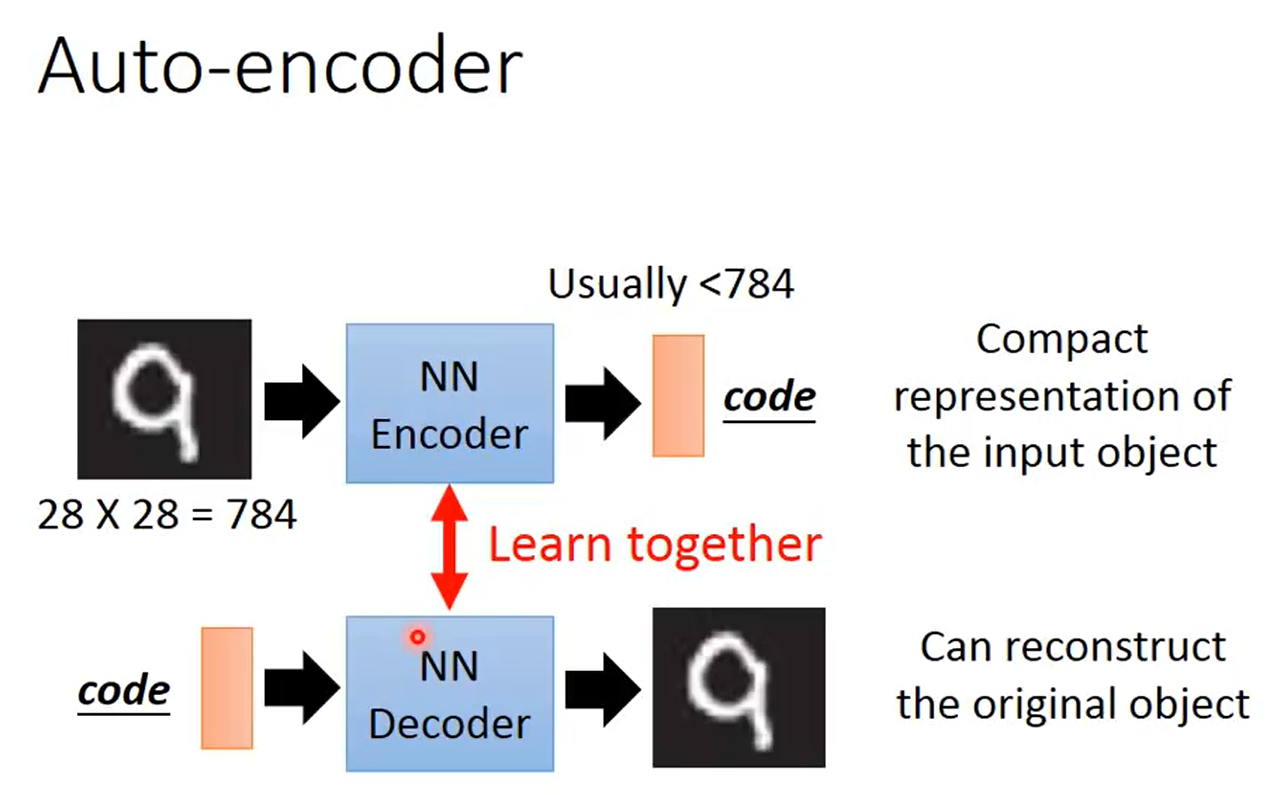 Auto-encoder
Usually <784
NN
Encoder
code
Compact
representation of
the input object
28 X 28 = 784
Learn together
code
NN
Decoder
Can reconstruct
the original object